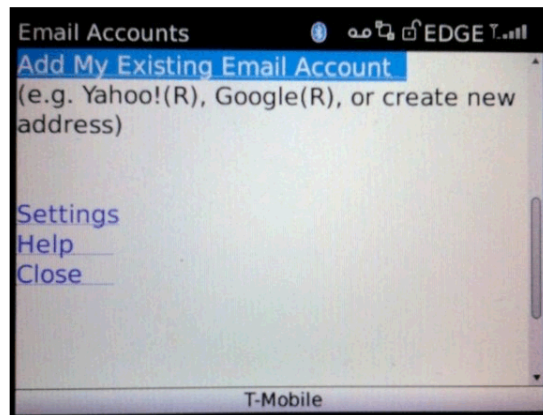 Email Accounts EDGE
Add My Existing Email Account
(e.g. Yahoo!(R), Google(R), or create new
address)
Settings
Help
Close
T-Mobile